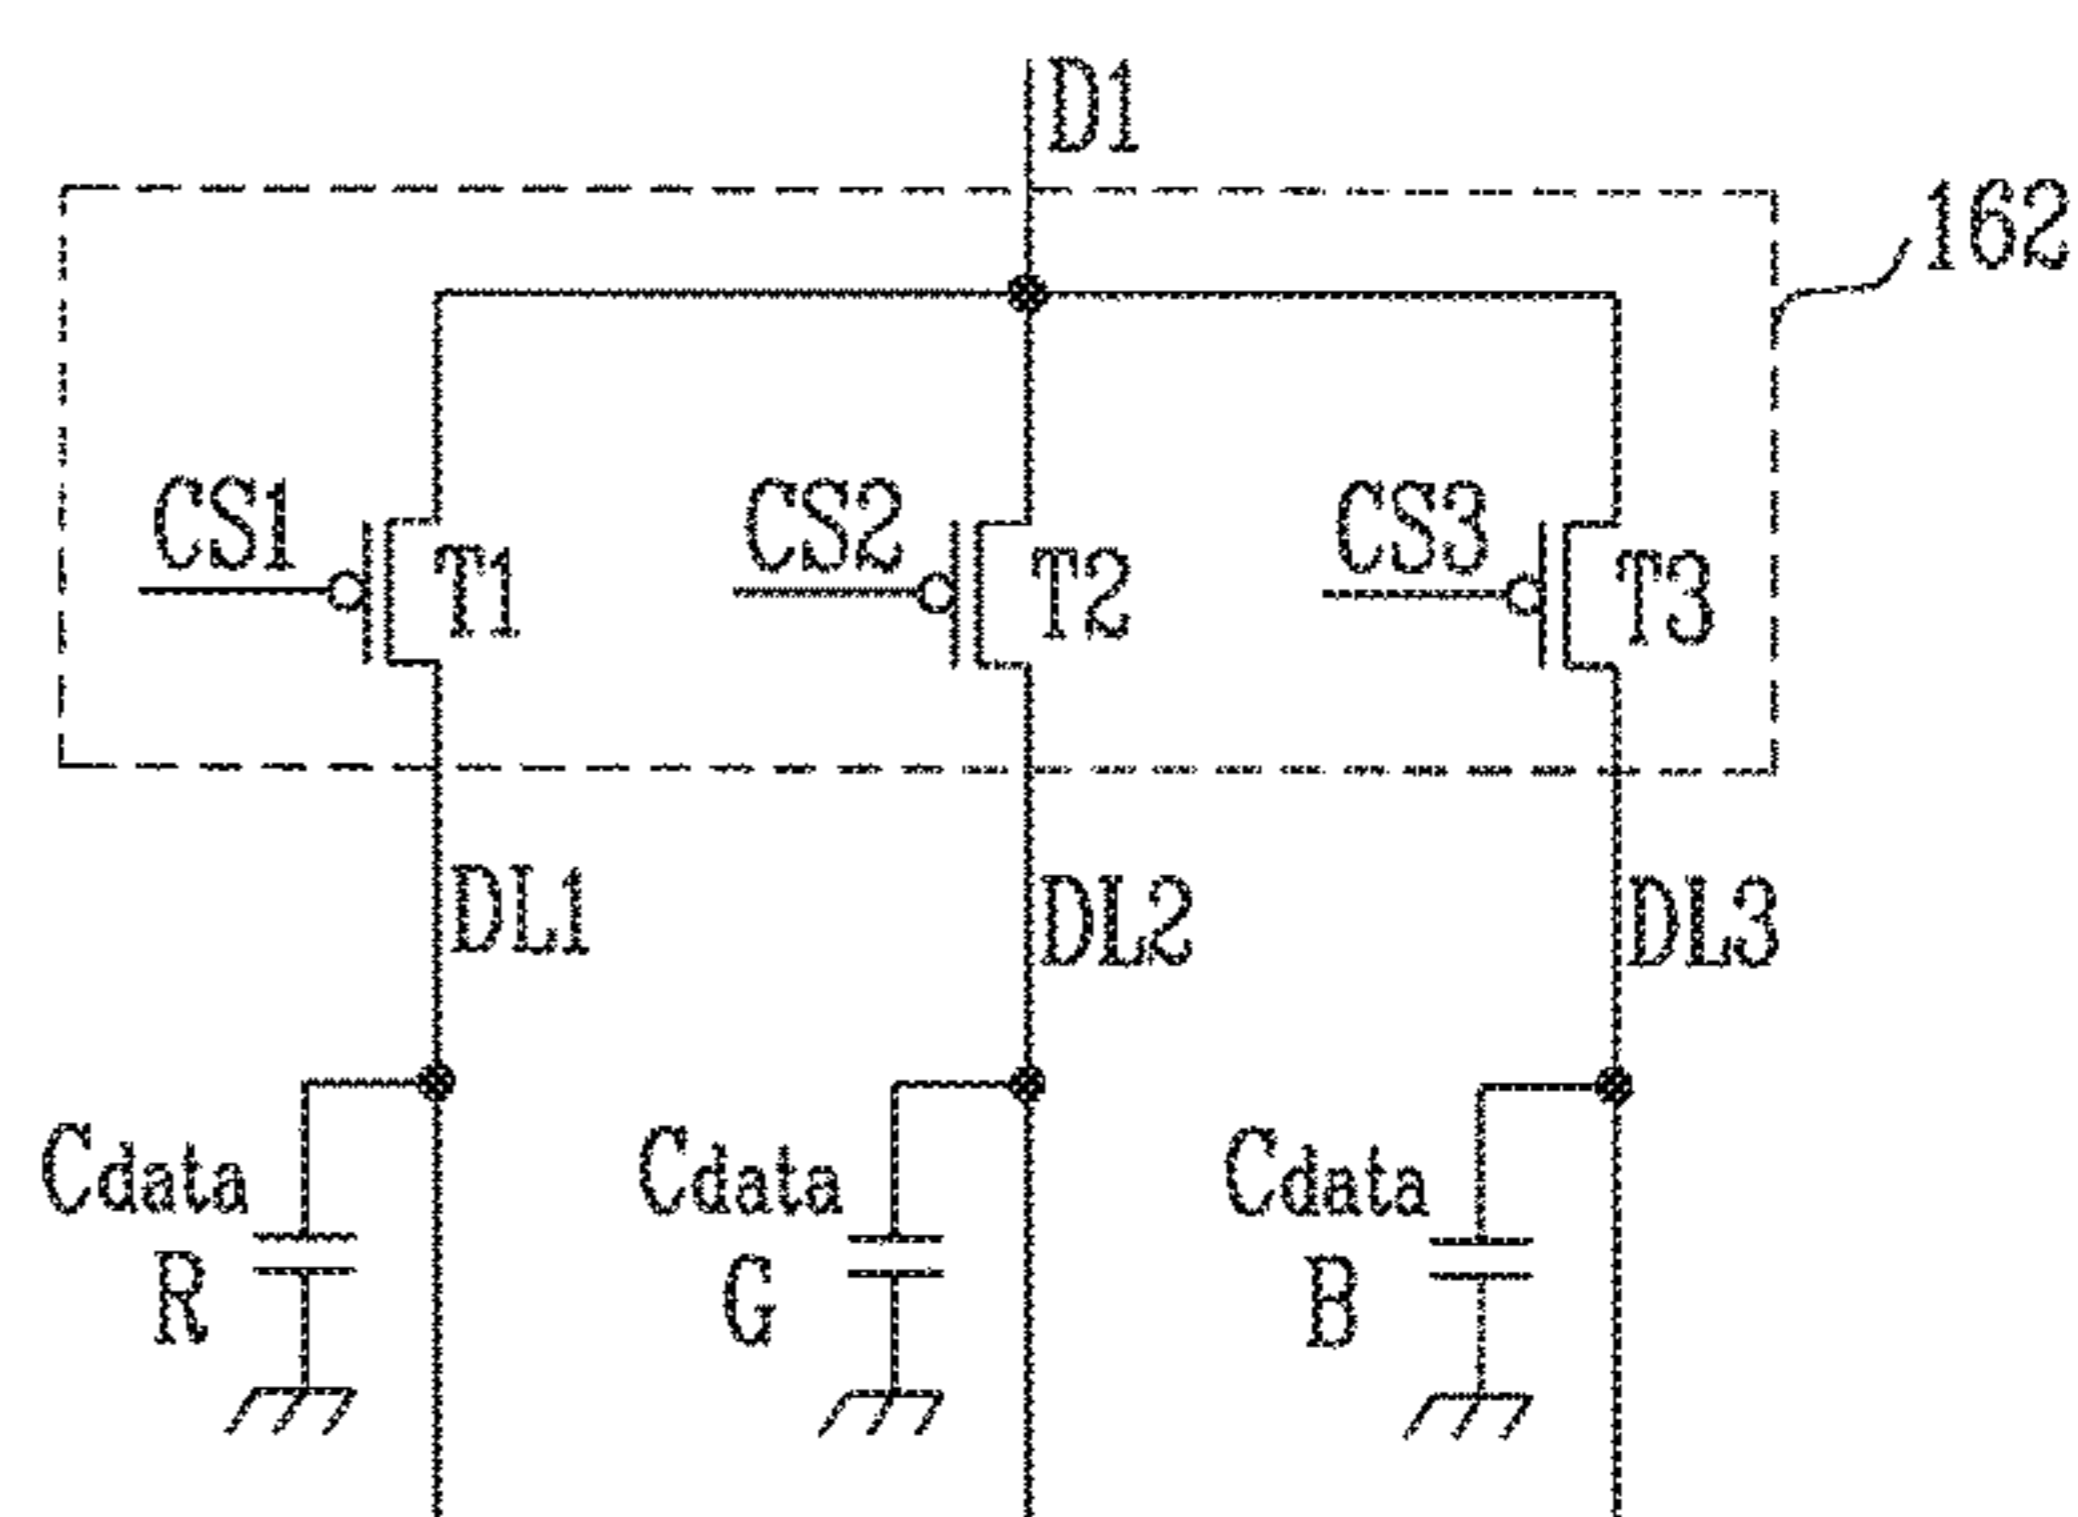 D1
162
CS1
CS2
CS3
T1
T2
T3
DL1
DL2
DL3
Cdata
R
Cdata
G
Cdata
B